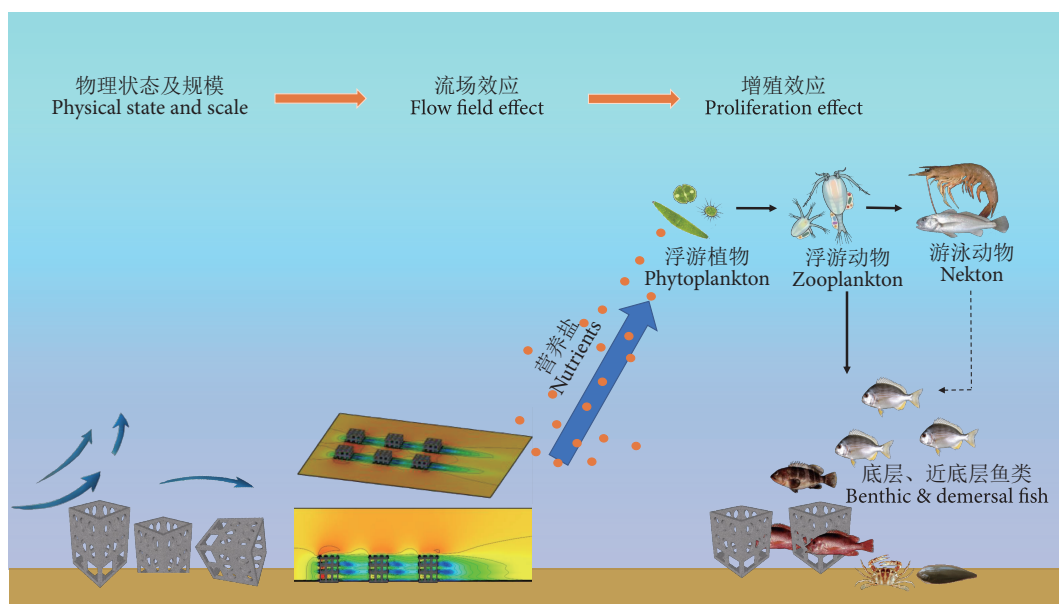 物理状态及规模
Physical state and scale
流场效应
Flow field effect
增殖效应
Proliferation effect
浮游植物
Phytoplankton
浮游动物
Zooplankton
游泳动物
Nekton
营养盐
Nutrients
底层、近底层鱼类
Benthic & demersal fish